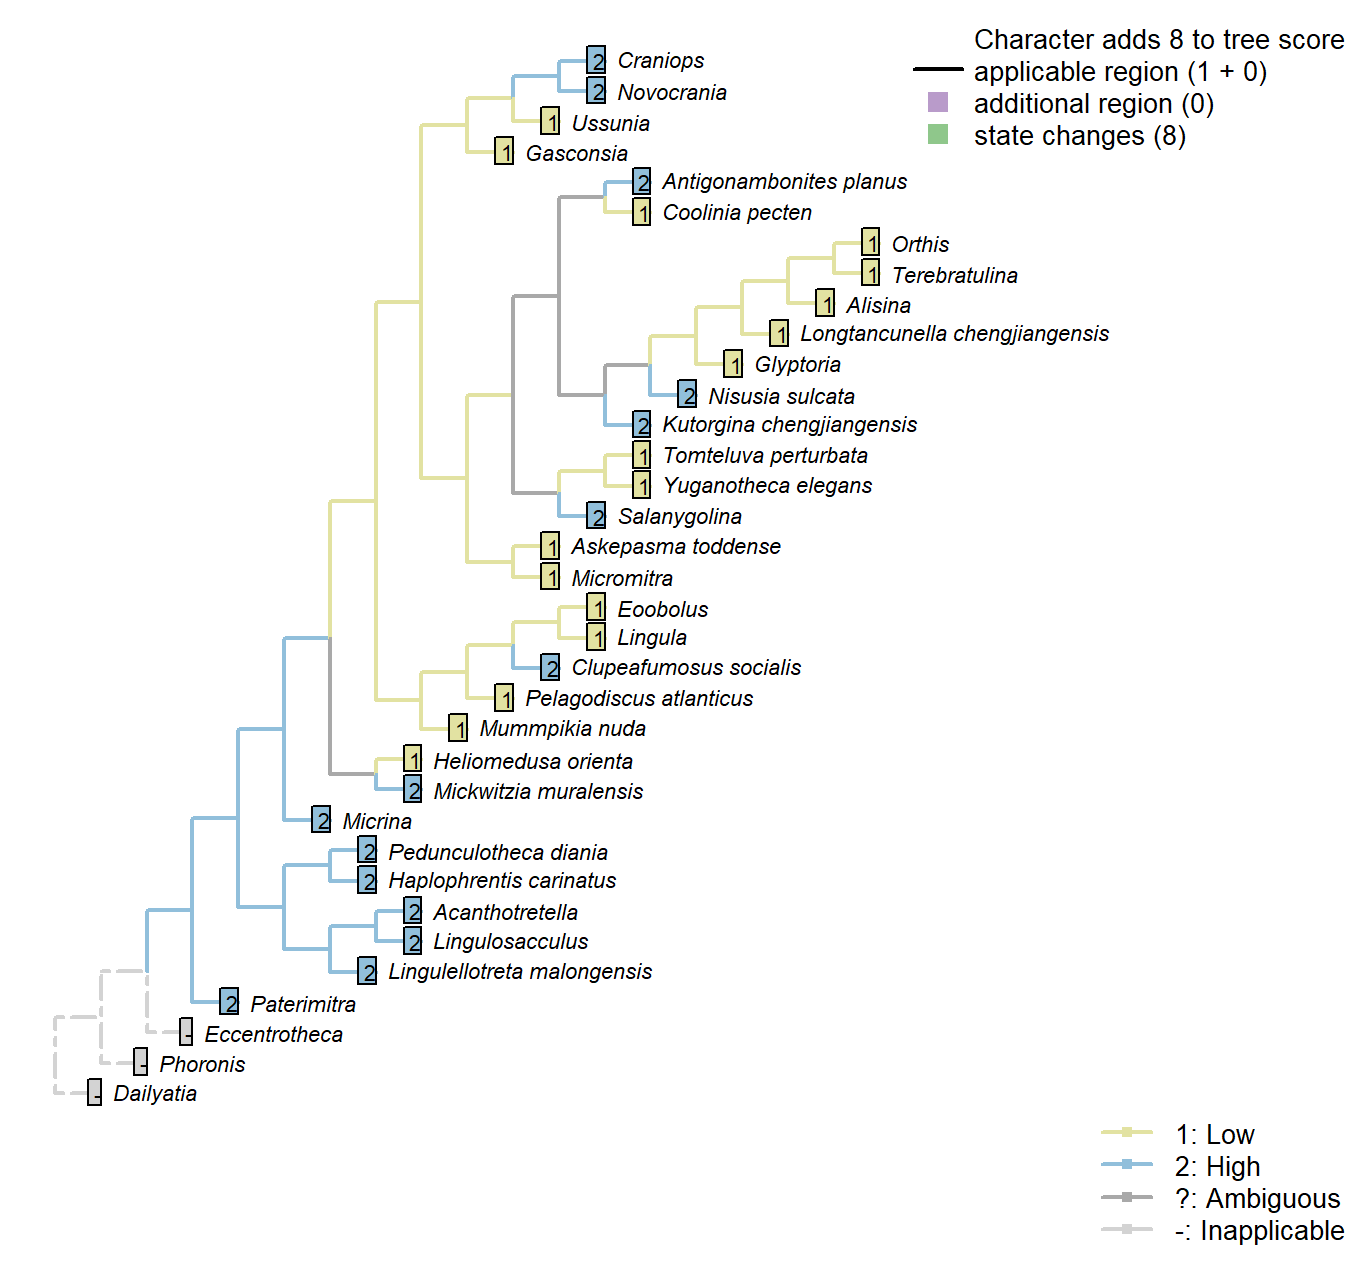 Character adds 8 to tree score
applicable region (1 + 0)
additional region (0)
state changes (8)
2 Craniops
2 Novocrania
1 Ussunia
1 Gasconsia
2 Antigonambonites planus
1 Coolinia pecten
1 Orthis
1 Terebratulina
1 Alisina
1 Longtancunella chengjiangensis
1 Glyptoria
2 Nisusia sulcata
2 Kutorgina chengjiangensis
1 Tomteluva perturbata
1 Yuganotheca elegans
2 Salanygolina
1 Askepasma toddense
1 Micromitra
1 Eoobolus
1 Lingula
2 Clupeafumosus socialis
1 Pelagodiscus atlanticus
1 Mummpikia nuda
1 Heliomedusa orienta
2 Mickwitzia muralensis
2 Micrina
2 Pedunculotheca diania
2 Haplophrentis carinatus
2 Acanthotretella
2 Lingulosacculus
2 Lingulellotreta malongensis
2 Paterimitra
- Eccentrotheca
- Phoronis
- Dailyatia
1: Low
2: High
?: Ambiguous
-: Inapplicable